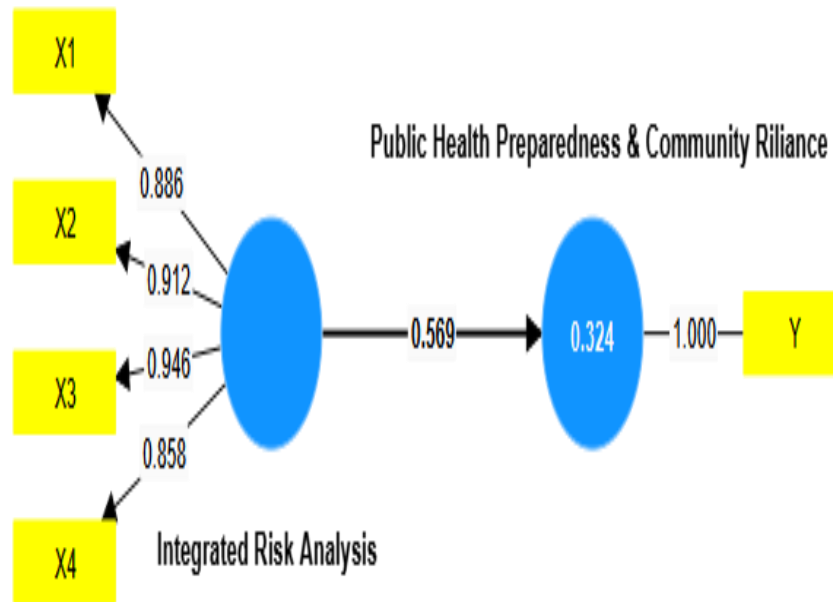 X1
Public Health Preparedness & Community Riliance
0.886
X2
0.912
0.569
0.324
1.000
Y
0.946
X3
0.858
Integrated Risk Analysis
X4